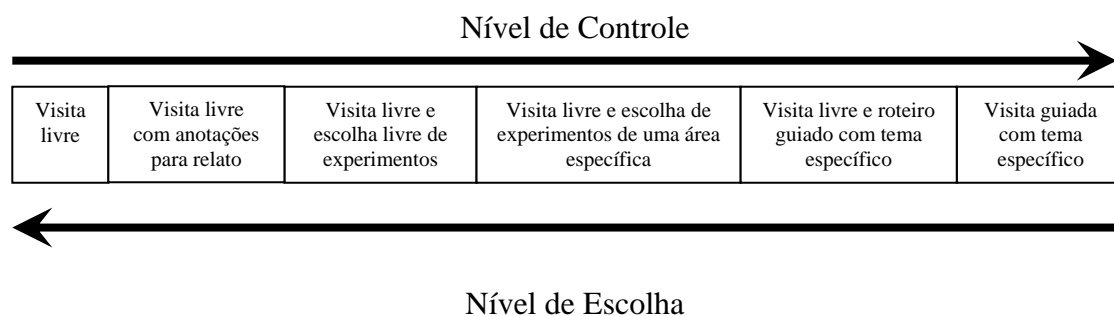 Nível de Controle
Visita
livre
Visita livre
com anotações
para relato
Visita livre e
escolha livre de
experimentos
Visita livre e escolha de
experimentos de uma área
específica
Visita livre e roteiro
guiado com tema
específico
Visita guiada
com tema
específico
Nível de Escolha